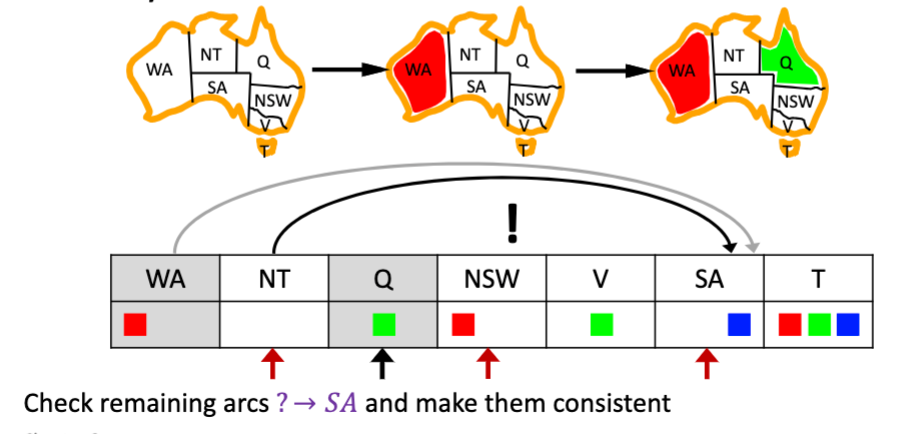 WA NT Q SA NSW V T
WA NT Q SA NSW V T
WA NT Q SA NSW V T
!
WA NT Q NSW V SA T
Check remaining arcs ? → SA and make them consistent